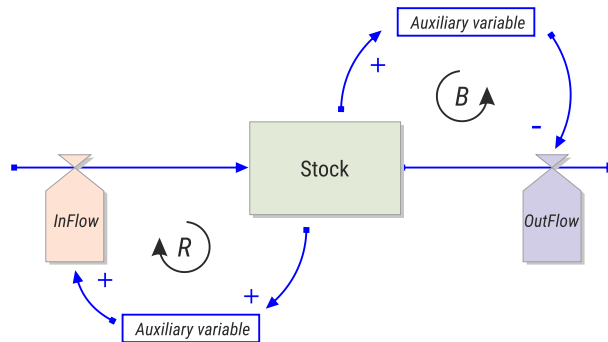 Auxiliary variable
+
B
-
Stock
InFlow
OutFlow
R
+
+
Auxiliary variable